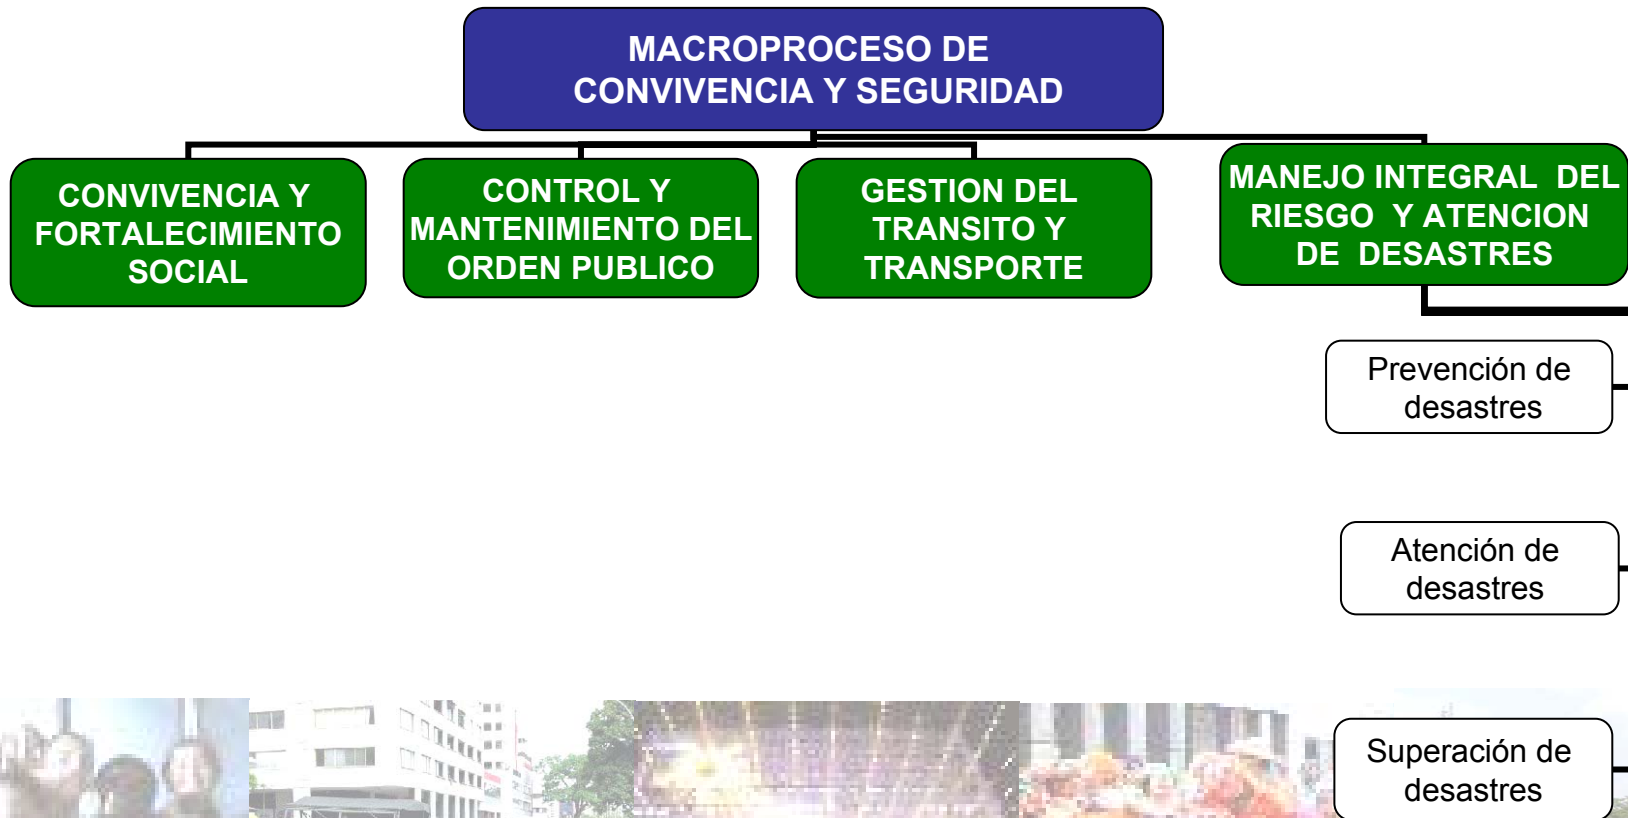 MACROPROCESO DE
CONVIVENCIA Y SEGURIDAD
CONVIVENCIA Y
FORTALECIMIENTO
SOCIAL
CONTROL Y
MANTENIMIENTO DEL
ORDEN PUBLICO
GESTION DEL
TRANSITO Y
TRANSPORTE
MANEJO INTEGRAL DEL
RIESGO Y ATENCION
DE DESASTRES
Prevención de
desastres
Atención de
desastres
Superación de
desastres